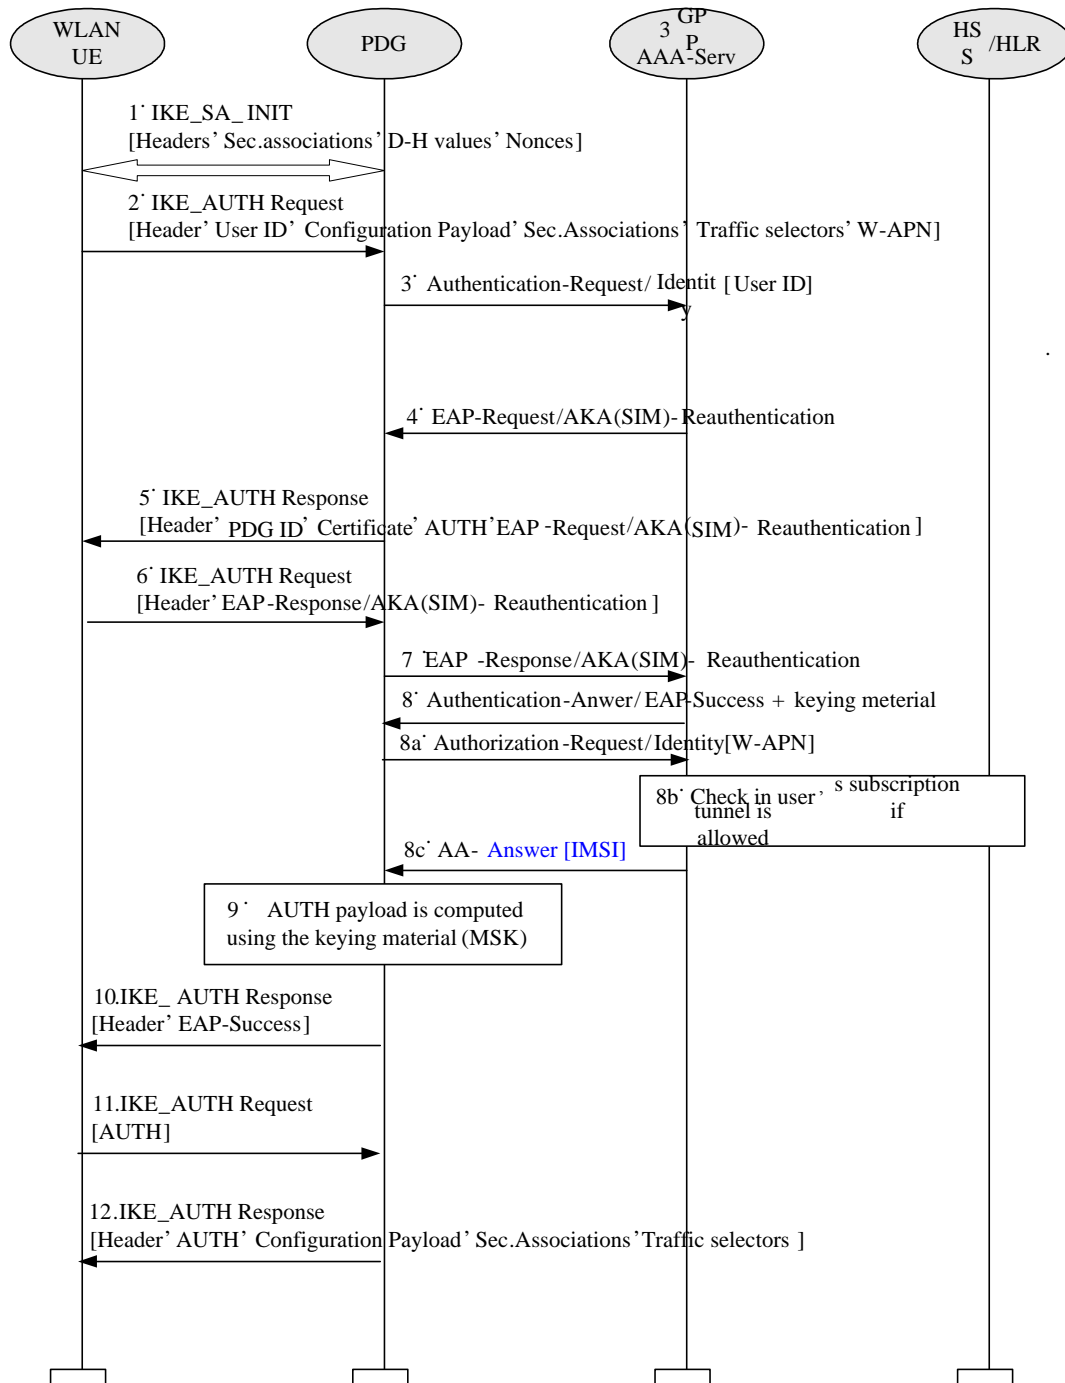 WLAN
UE
PDG
3 GP
P
AAA-Serv
HS
S /HLR
1˙ IKE_SA_ INIT
[Headers’ Sec.associations’ D-H values’ Nonces]
2˙ IKE_AUTH Request
[Header’ User ID’ Configuration Payload’ Sec.Associations’ Traffic selectors’ W-APN]
3˙ Authentication-Request/ Identit [User ID]
y
.
4˙ EAP-Request/AKA(SIM)-Reauthentication
5˙ IKE_AUTH Response
[Header’ PDG ID’ Certificate’ AUTH’EAP -Request/AKA(SIM)- Reauthentication ]
6˙ IKE_AUTH Request
[Header’ EAP-Response/AKA(SIM)- Reauthentication ]
7 ˙EAP -Response/AKA(SIM)- Reauthentication
8˙ Authentication-Anwer/ EAP-Success + keying meterial
8a˙ Authorization-Request/Identity[W-APN]
8b˙ Check in user ’ s subscription
tunnel is if
allowed
8c˙ AA- Answer [IMSI]
9˙ AUTH payload is computed
using the keying material (MSK)
10.IKE_ AUTH Response
[Header’ EAP-Success]
11.IKE_AUTH Request
[AUTH]
12.IKE_AUTH Response
[Header’ AUTH’ Configuration Payload’ Sec.Associations’Traffic selectors ]